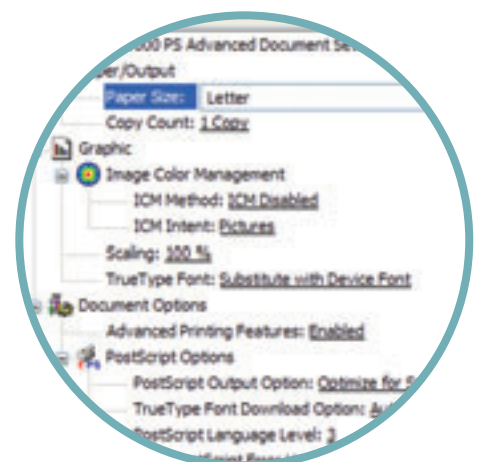 000 PS Advanced Document
/Output
Paper Size: Letter
Copy Count: 1 Copy
Graphic
Image Color Management
ICM Method: ICM Disabled
ICM Intent: Pictures
Scaling: 100 %
TrueType Font: Substitute with Device Font
Document Options
Advanced Printing Features: Enabled
PostScript Options
PostScript Output Option: Optimize for
TrueType Font Download Option:
PostScript Language Level: 3